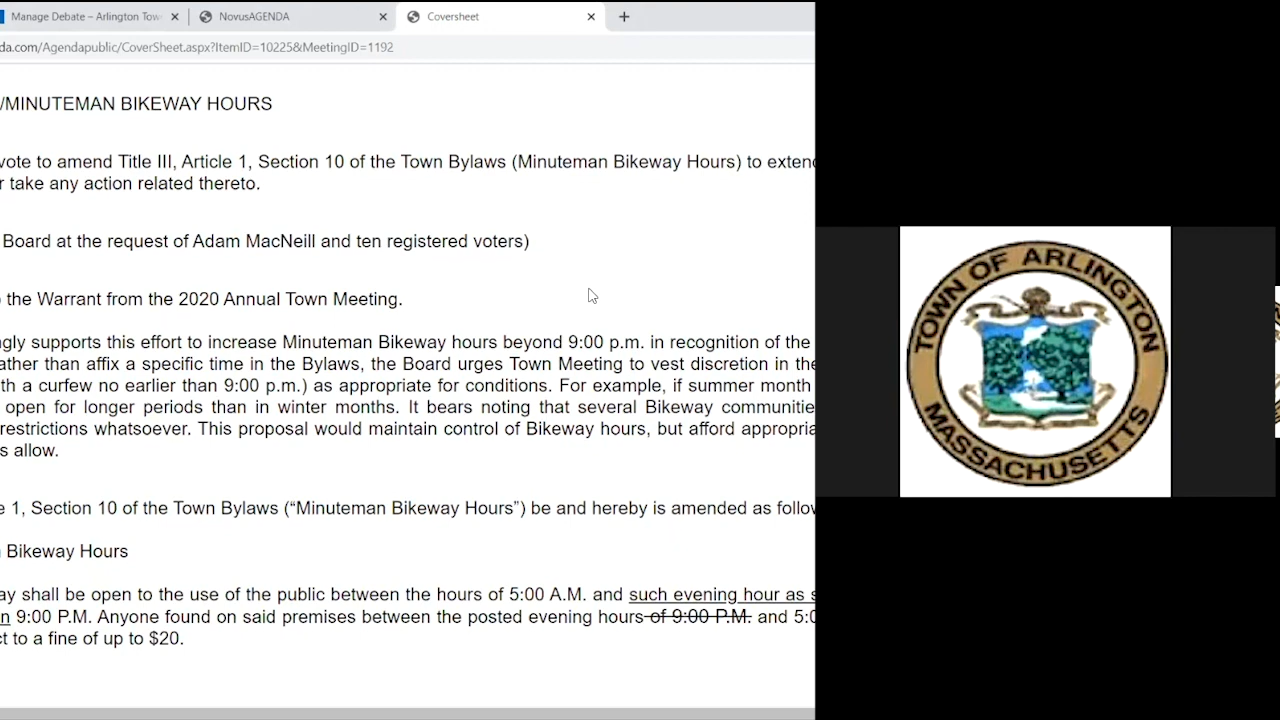 Manage Debate – Arlington Tow
NovusAGENDA
Coversheet
da.com/Agendapublic/CoverSheet.aspx?ItemID=10225&MeetingID=1192
/MINUTEMAN BIKEWAY HOURS
vote to amend Title III, Article 1, Section 10 of the Town Bylaws (Minuteman Bikeway Hours) to extend
r take any action related thereto.
Board at the request of Adam MacNeill and ten registered voters)
the Warrant from the 2020 Annual Town Meeting.
ngly supports this effort to increase Minuteman Bikeway hours beyond 9:00 p.m. in recognition of the
ather than affix a specific time in the Bylaws, the Board urges Town Meeting to vest discretion in the
th a curfew no earlier than 9:00 p.m.) as appropriate for conditions. For example, if summer month
open for longer periods than in winter months. It bears noting that several Bikeway communitie
restrictions whatsoever. This proposal would maintain control of Bikeway hours, but afford appropria
s allow.
e 1, Section 10 of the Town Bylaws (“Minuteman Bikeway Hours”) be and hereby is amended as follow
Bikeway Hours
ay shall be open to the use of the public between the hours of 5:00 A.M. and such evening hour as s
n 9:00 P.M. Anyone found on said premises between the posted evening hours of 9:00 P.M. and 5:0
ct to a fine of up to $20.
TOWN OF ARLINGTON
MASSACHUSETTS